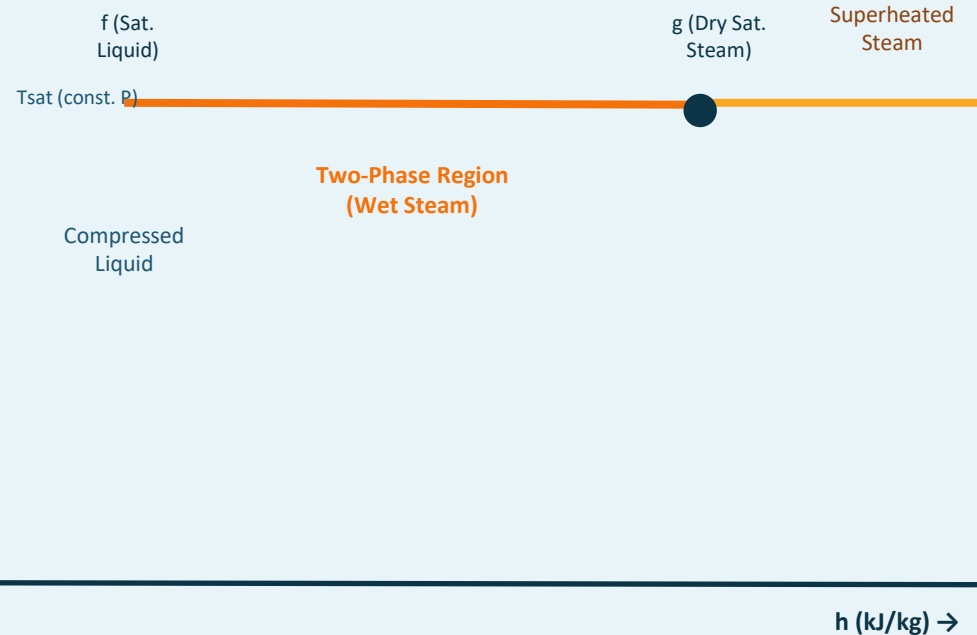 f (Sat.
Liquid)
g (Dry Sat.
Steam)
Superheated
Steam
Tsat (const. P)
Two-Phase Region
(Wet Steam)
Compressed
Liquid
h (kJ/kg) →